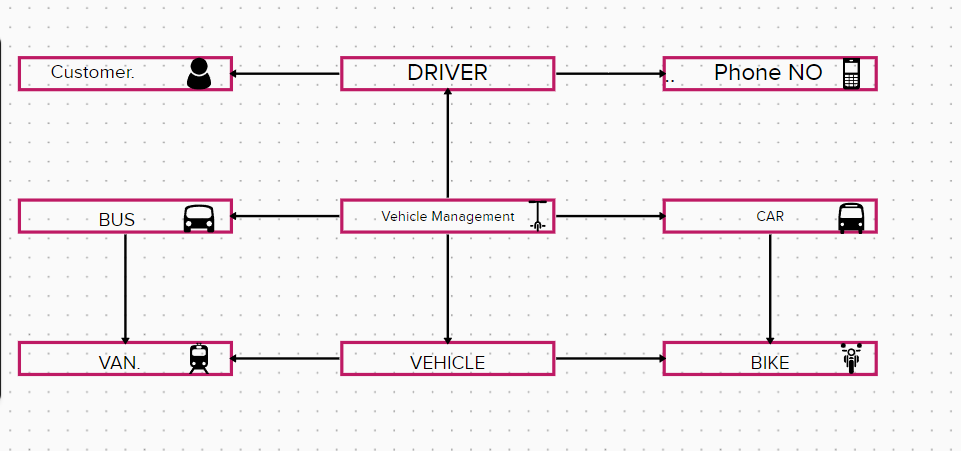 Customer.
DRIVER
.. Phone NO
BUS
Vehicle Management
CAR
VAN.
VEHICLE
BIKE